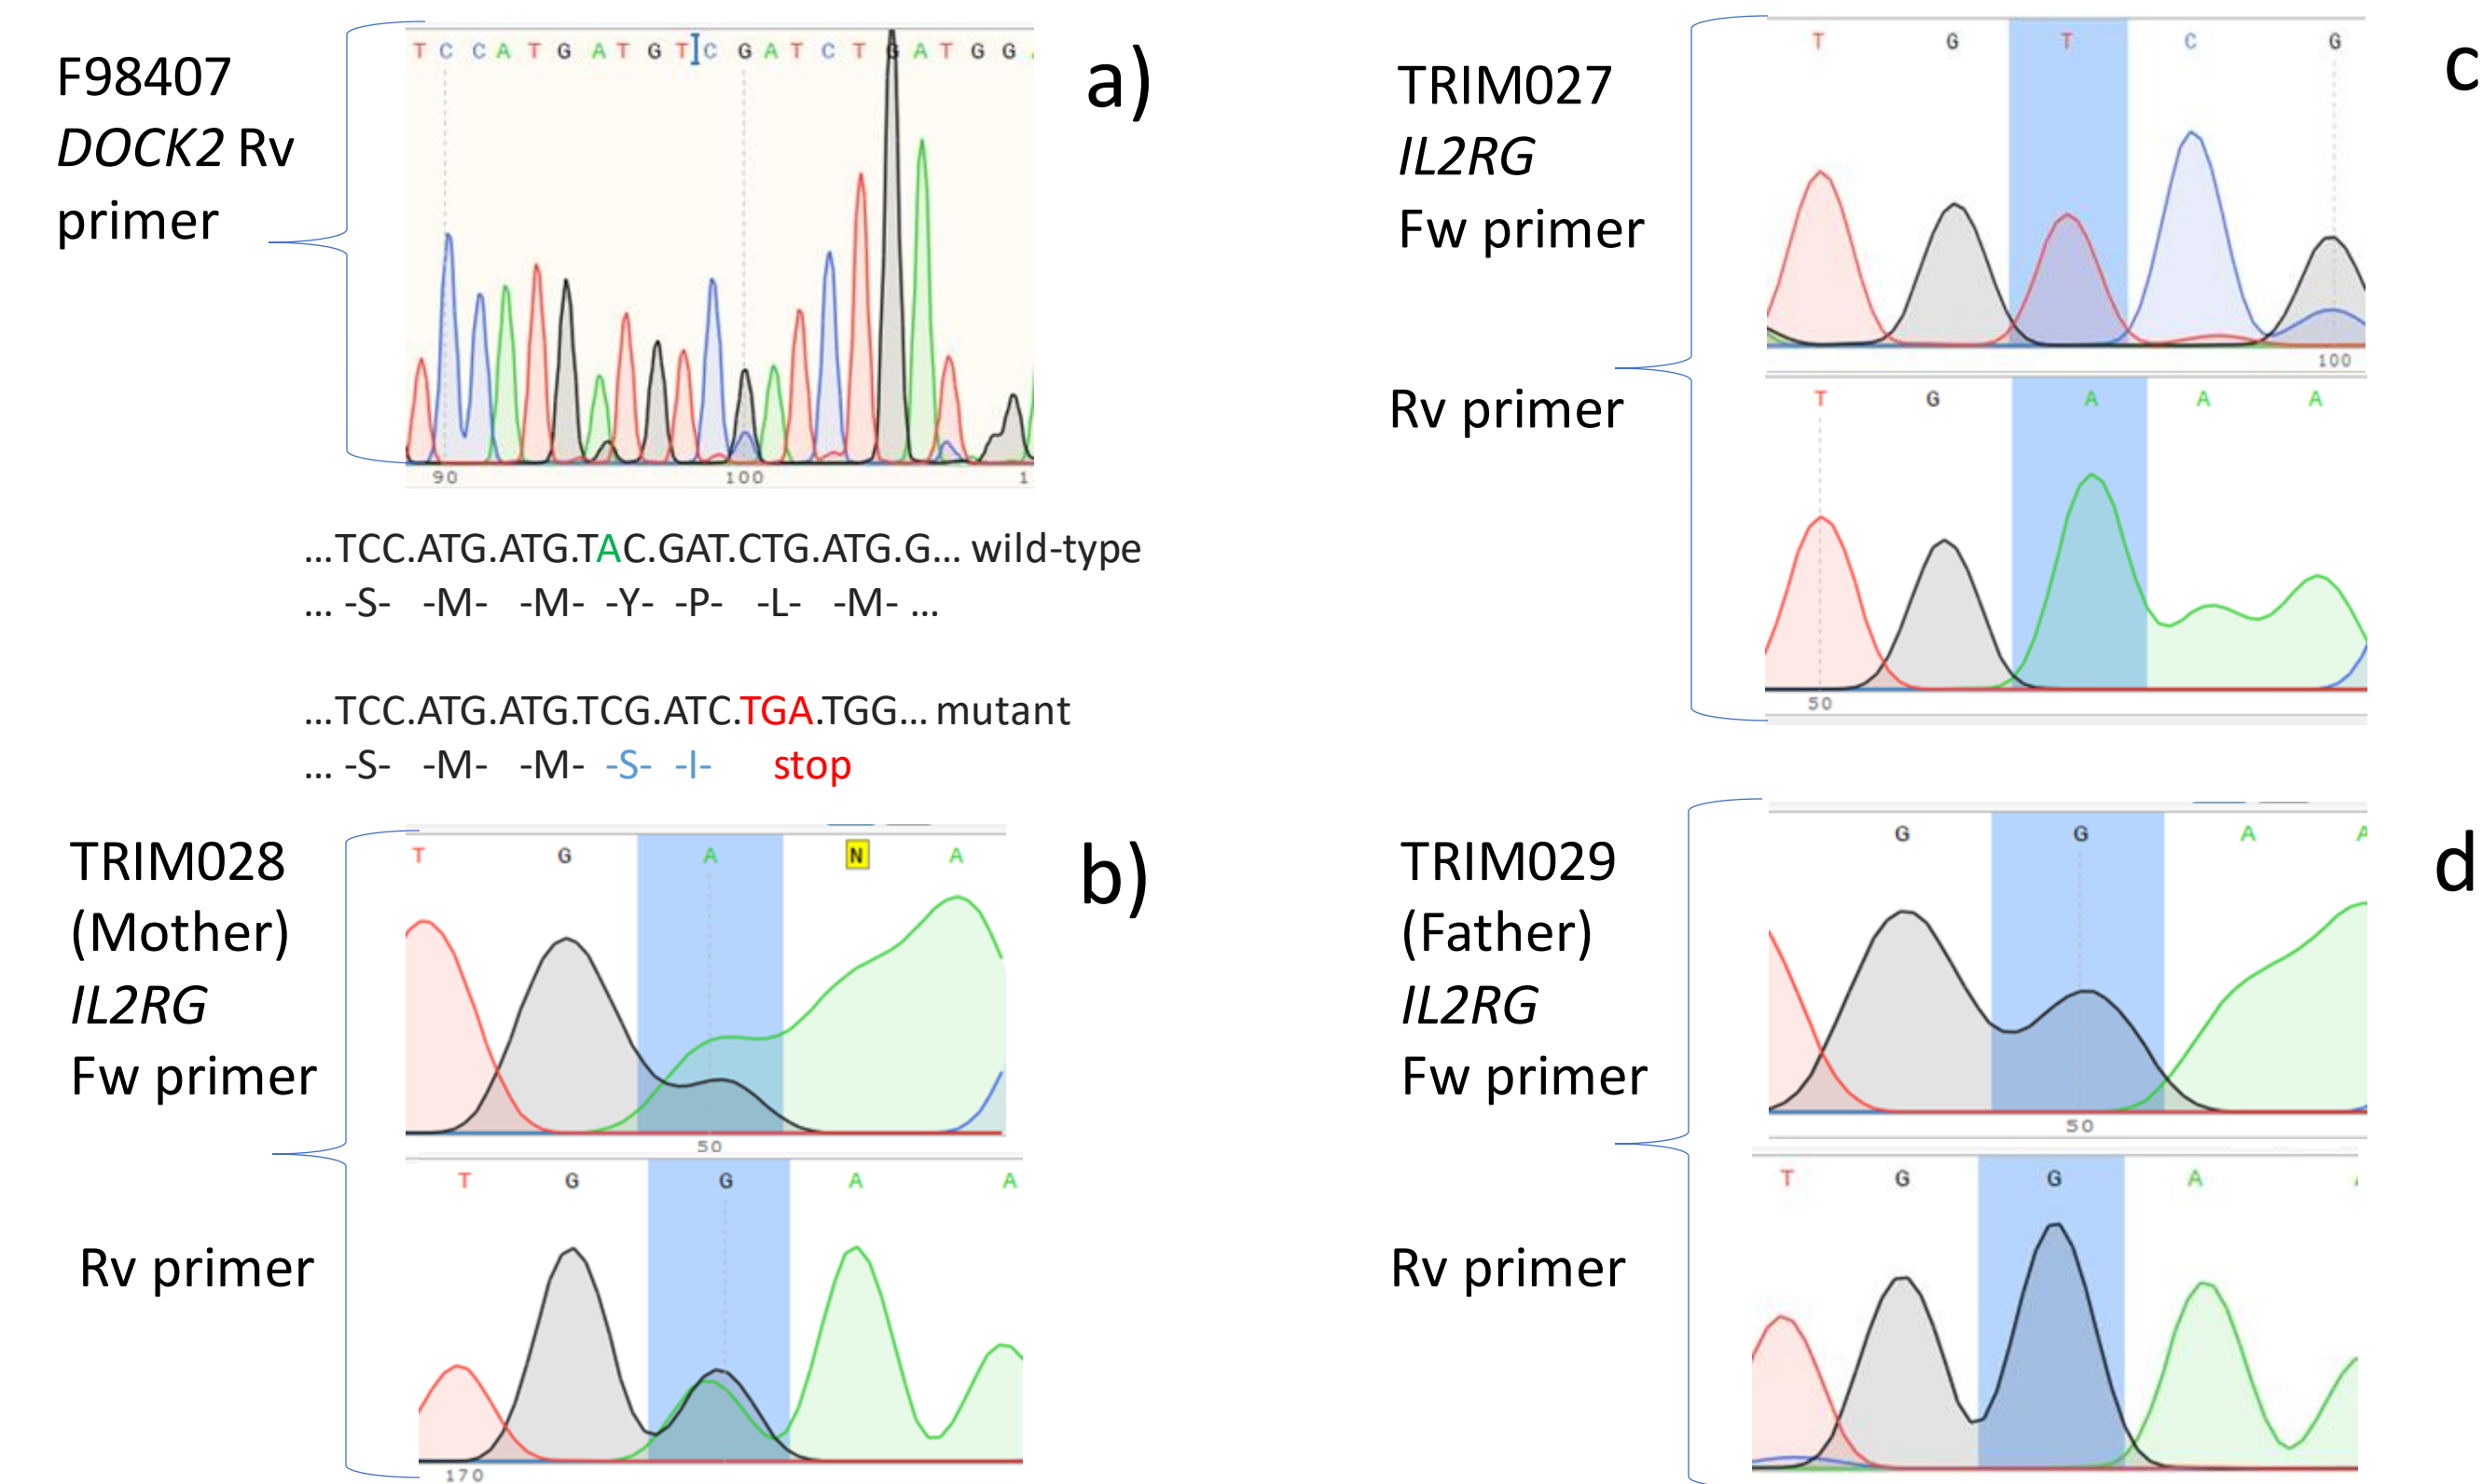 F98407
DOCK2 Rv
primer
T C C A T G A T G T C G A T C T G A T G G
90 100 1
a)
...TCC.ATG.ATG.TAC.GAT.CTG.ATG.G... wild-type
... -S- -M- -M- -Y- -P- -L- -M- ...
...TCC.ATG.ATG.TCG.ATC.TGA.TGG... mutant
... -S- -M- -M- -S- -I- stop
TRIM028
(Mother)
IL2RG
Fw primer
T G A N A
50
b)
Rv primer
T G G A A
170
TRIM027
IL2RG
Fw primer
T G T C G
100
c
Rv primer
T G A A A
50
TRIM029
(Father)
IL2RG
Fw primer
G G A A
50
d
Rv primer
T G G A